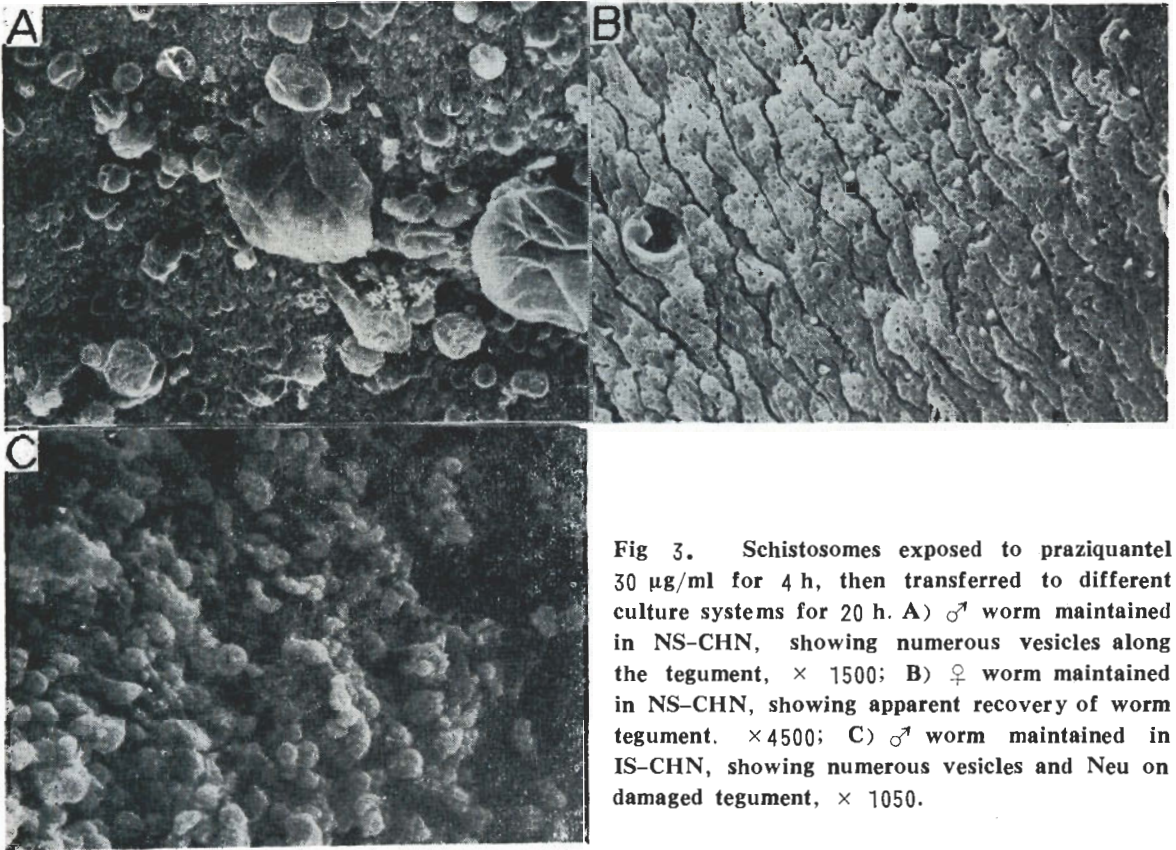 A
B
C
Fig 3. Schistosomes exposed to praziquantel
30 μg/ml for 4 h, then transferred to different
culture systems for 20 h. A) ♂ worm maintained
in NS-CHN, showing numerous vesicles along
the tegument, × 1500; B) ♀ worm maintained
in NS-CHN, showing apparent recovery of worm
tegument. ×4500; C) ♂ worm maintained in
IS-CHN, showing numerous vesicles and Neu on
damaged tegument, × 1050.